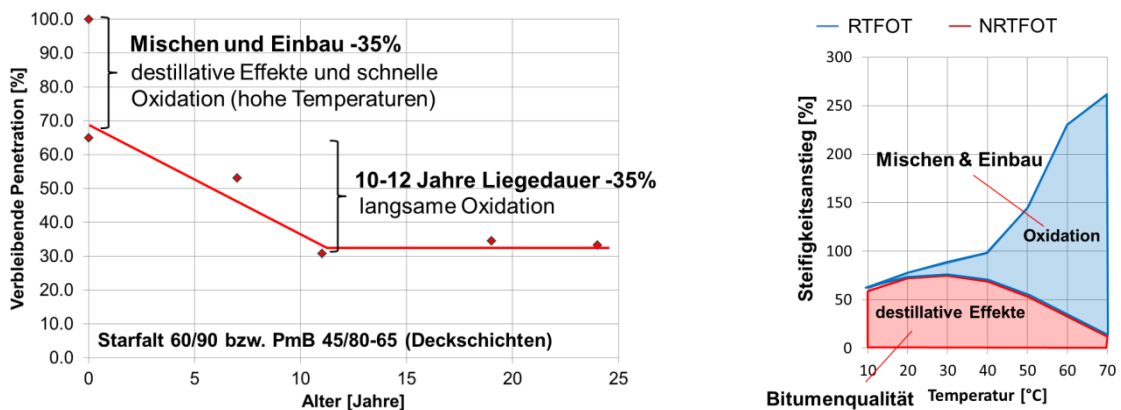 Verbleibende Penetration [%]
100.0
90.0
80.0
70.0
60.0
50.0
40.0
30.0
20.0
10.0
0.0
Mischen und Einbau -35%
destillative Effekte und schnelle
Oxidation (hohe Temperaturen)
10-12 Jahre Liegedauer -35%
langsame Oxidation
Starfalt 60/90 bzw. PmB 45/80-65 (Deckschichten)
0 5 10 15 20 25
Alter [Jahre]
RTFOT NRTFOT
Steifigkeitsanstieg [%]
300
250
200
150
100
50
0
Mischen & Einbau
Oxidation
destillative Effekte
10 20 30 40 50 60 70
Bitumenqualität
Temperatur [°C]